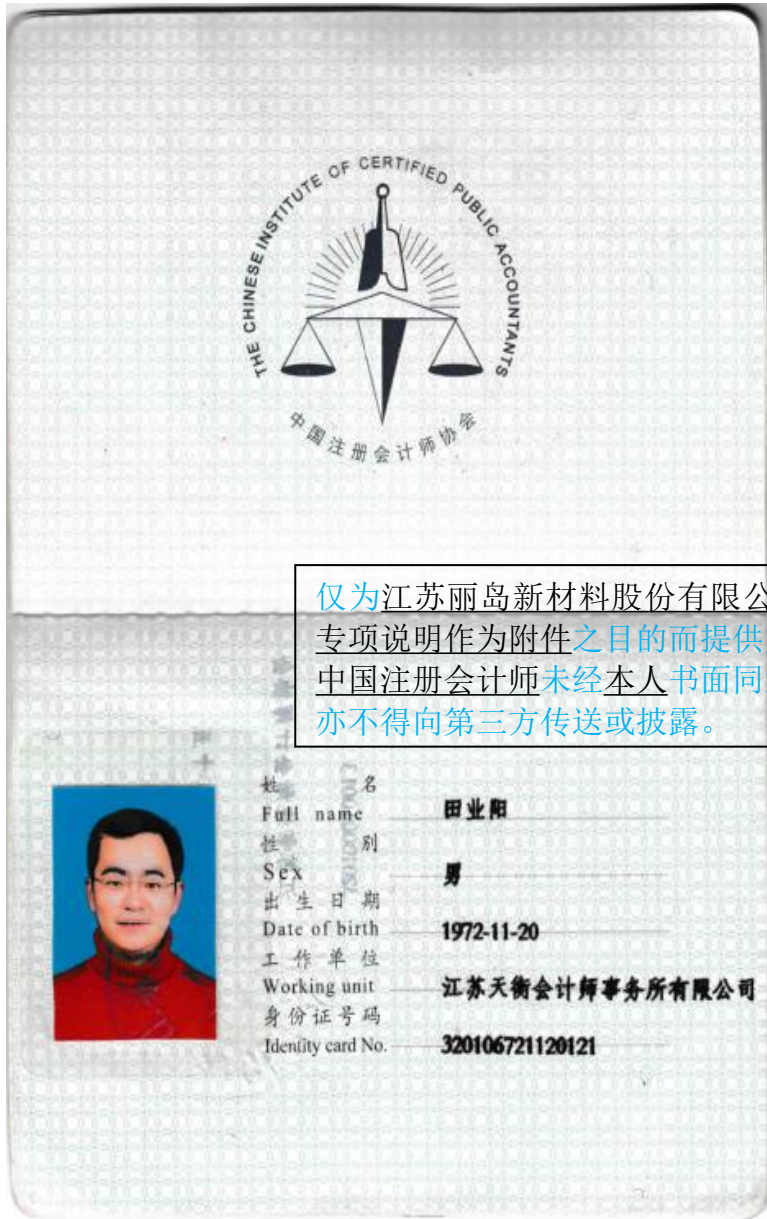 THE CHINESE INSTITUTE OF CERTIFIED PUBLIC ACCOUNTANTS
中国注册会计师协会
仅为江苏丽岛新材料股份有限公
专项说明作为附件之目的而提供
中国注册会计师未经本人书面同
亦不得向第三方传送或披露。
姓 名
Full name 田业阳
性 别
Sex 男
出生日期
Date of birth 1972-11-20
工作单位
Working unit 江苏天衡会计师事务所有限公司
身份证号码
Identity card No. 320106721120121